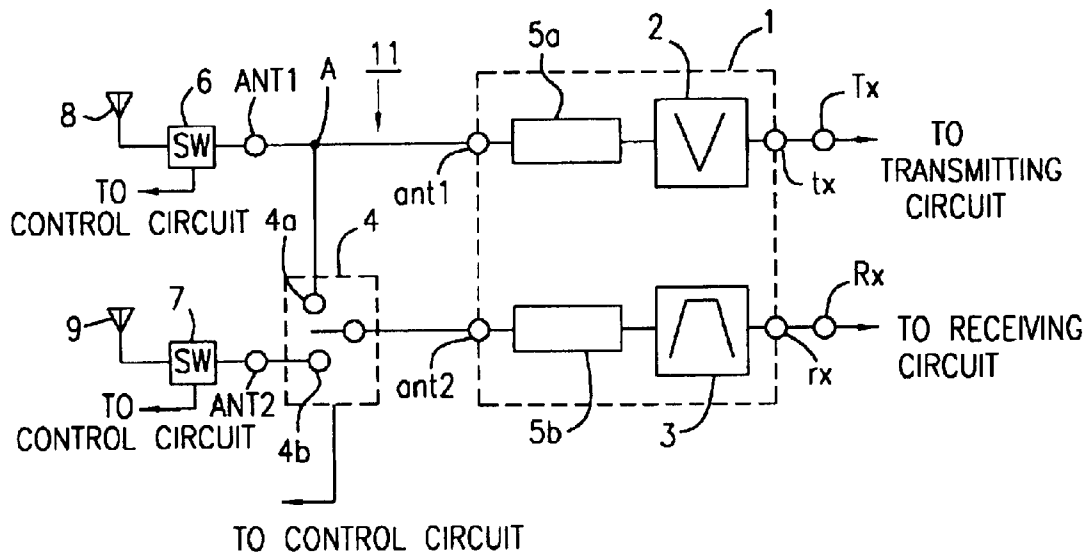 11
5a
2
1
A
6
ANT1
Tx
8
SW
TO
TRANSMITTING
CIRCUIT
ant1
tx
TO
CONTROL CIRCUIT
4a
4
7
Rx
9
SW
TO RECEIVING
CIRCUIT
ant2
rx
TO
CONTROL CIRCUIT
ANT2
4b
5b
3
TO CONTROL CIRCUIT